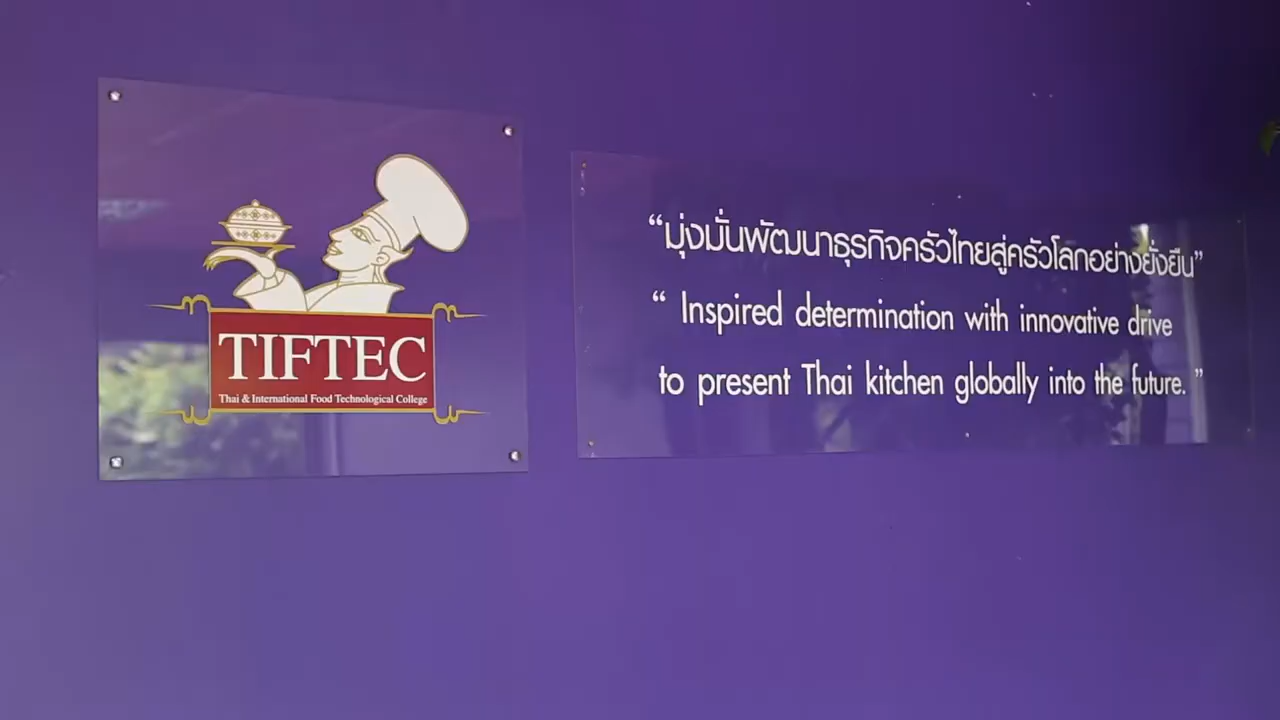 TIFTEC
Thai & International Food Technological College
“มุ่งมั่นพัฒนาธุรกิจครัวไทยสู่ครัวโลกอย่างยั่งยืน”
“ Inspired determination with innovative drive
to present Thai kitchen globally into the future. ”